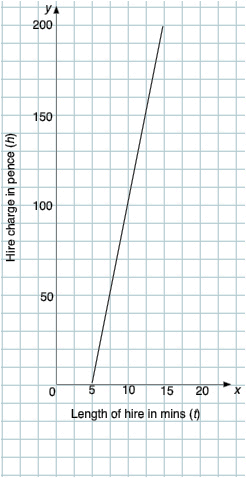 y
200
150
100
50
0
5 10 15 20 x
Hire charge in pence (h)
Length of hire in mins (t)